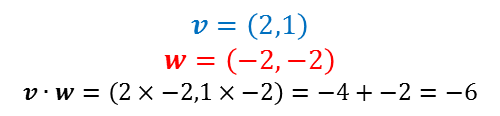 v = (2,1)
w = (−2, −2)
v · w = (2 × −2,1 × −2) = −4 + −2 = −6